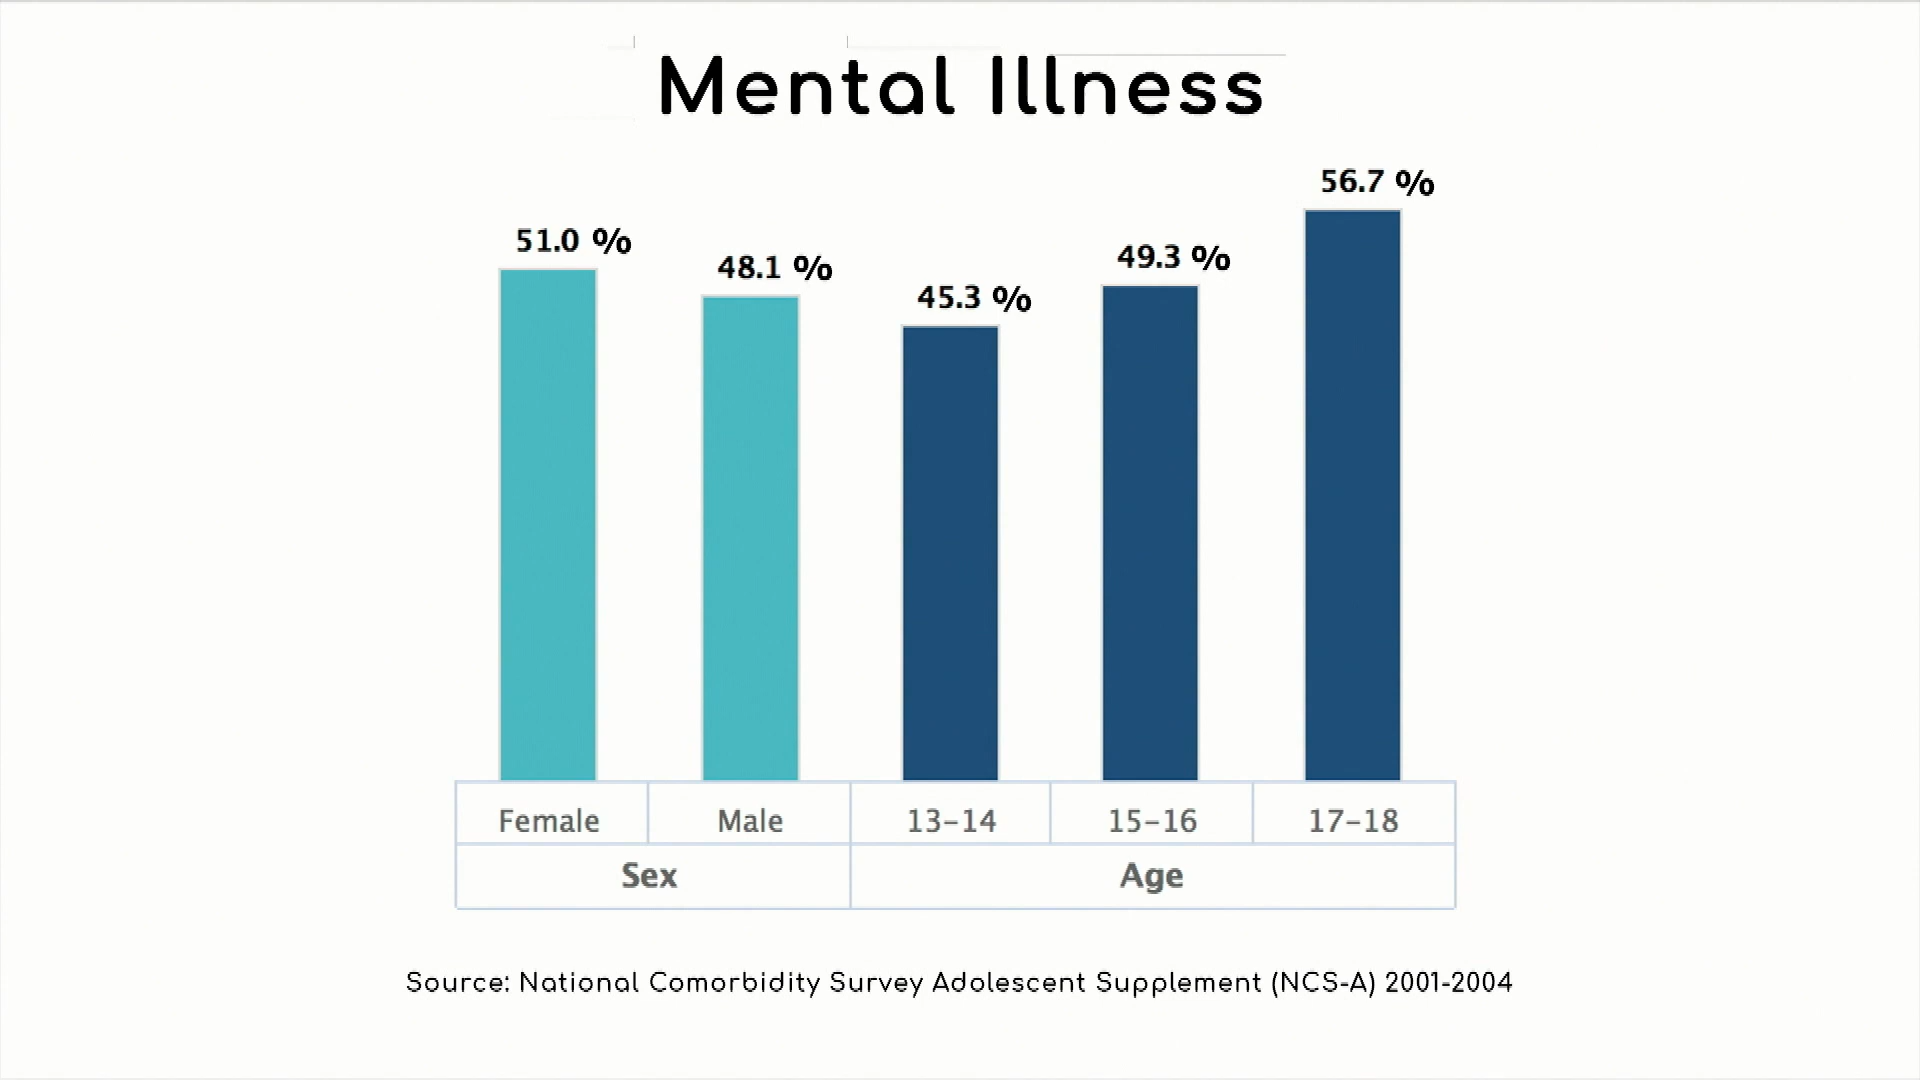 Mental Illness
51.0 %
48.1 %
45.3 %
49.3 %
56.7 %
Female Male 13-14 15-16 17-18
Sex Age
Source: National Comorbidity Survey Adolescent Supplement (NCS-A) 2001-2004